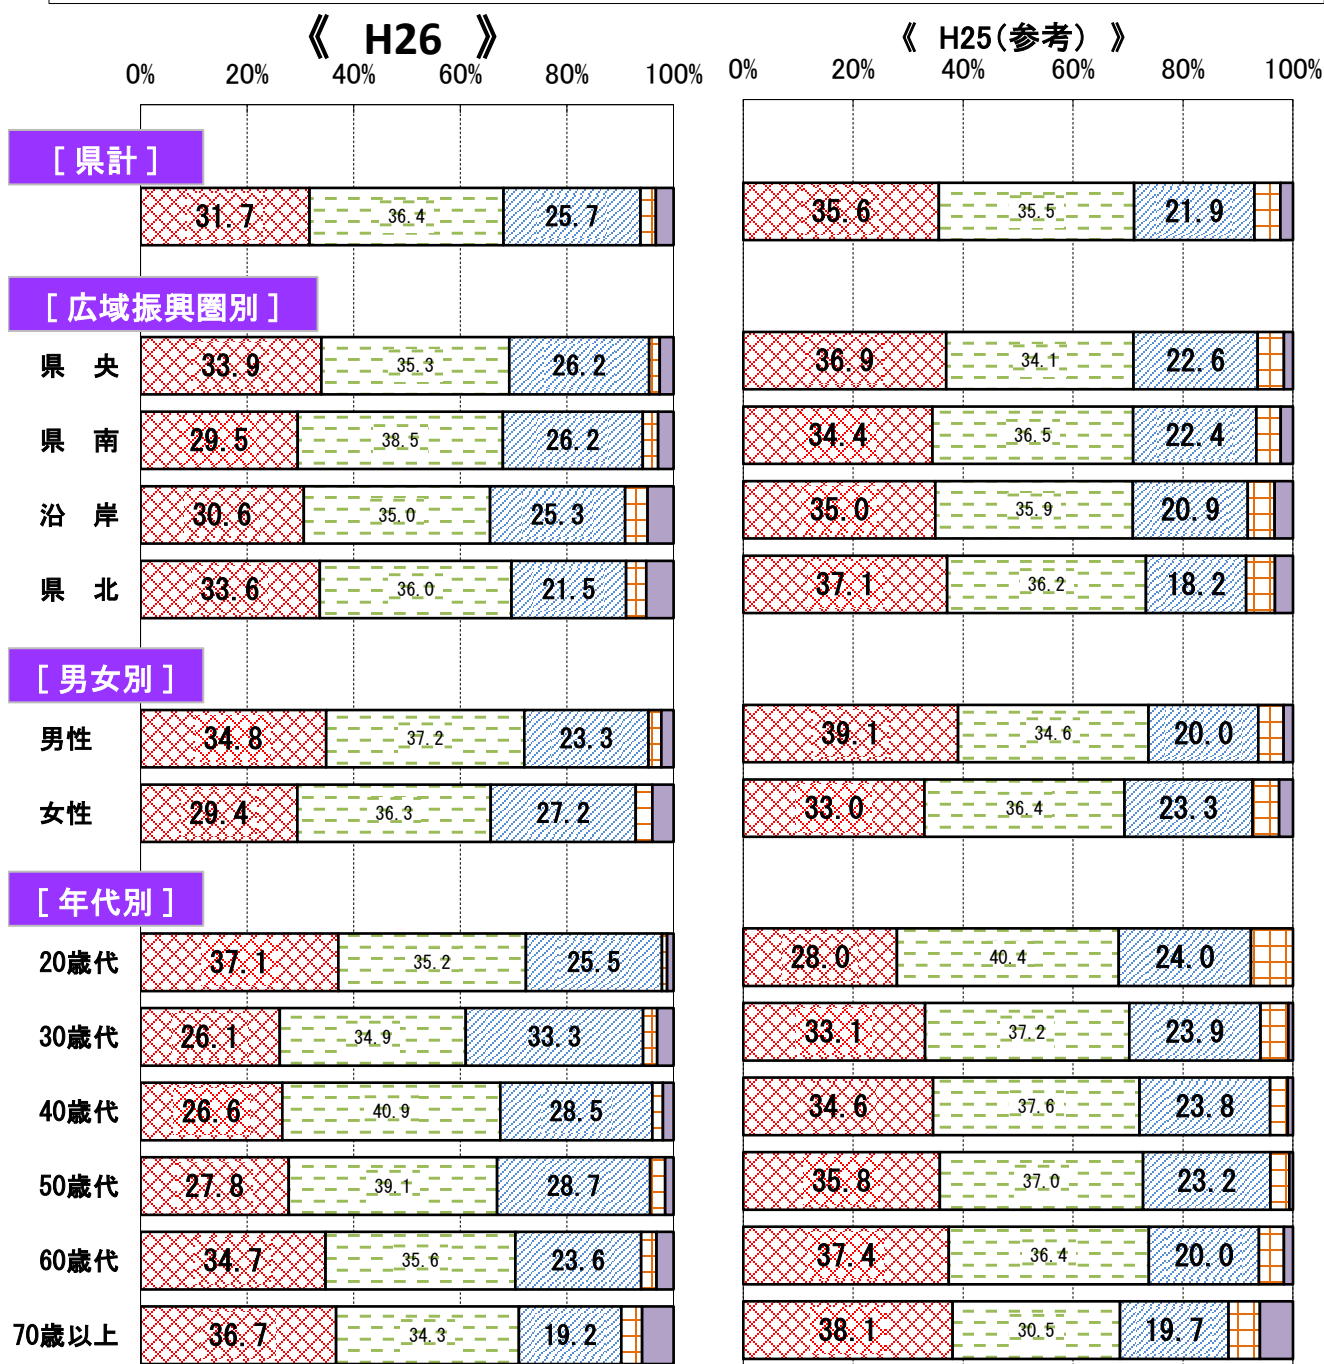 《 H26 》 《 H25(参考) 》
0% 20% 40% 60% 80% 100% 0% 20% 40% 60% 80% 100%
[ 県計 ]
31.7 36.4 25.7 35.6 35.5 21.9
[ 広域振興圏別 ]
県 央 33.9 35.3 26.2 36.9 34.1 22.6
県 南 29.5 38.5 26.2 34.4 36.5 22.4
沿 岸 30.6 35.0 25.3 35.0 35.9 20.9
県 北 33.6 36.0 21.5 37.1 36.2 18.2
[ 男女別 ]
男性 34.8 37.2 23.3 39.1 34.6 20.0
女性 29.4 36.3 27.2 33.0 36.4 23.3
[ 年代別 ]
20歳代 37.1 35.2 25.5 28.0 40.4 24.0
30歳代 26.1 34.9 33.3 33.1 37.2 23.9
40歳代 26.6 40.9 28.5 34.6 37.6 23.8
50歳代 27.8 39.1 28.7 35.8 37.0 23.2
60歳代 34.7 35.6 23.6 37.4 36.4 20.0
70歳以上 36.7 34.3 19.2 38.1 30.5 19.7